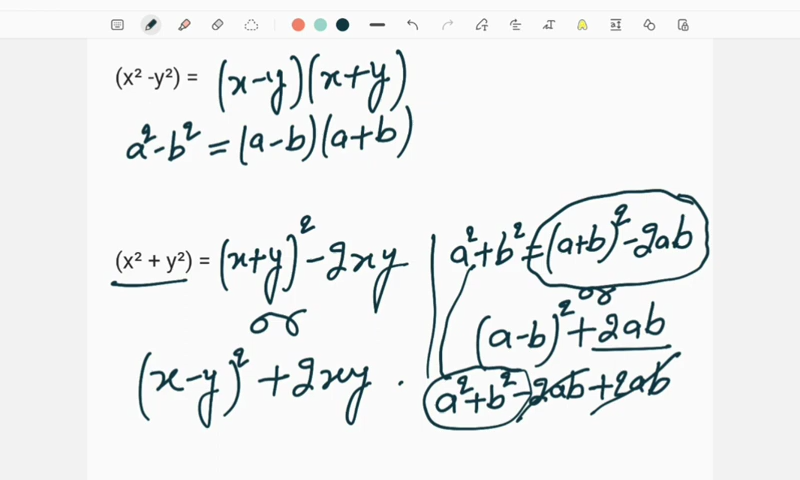 (x² -y²) = (x-y)(x+y)
a²-b² = (a-b)(a+b)
(x² + y²) = (x+y)²-2xy
or
(x-y)²+2xy .
a²+b² = (a+b)²-2ab
or
(a-b)²+2ab
a²+b²-2ab+2ab